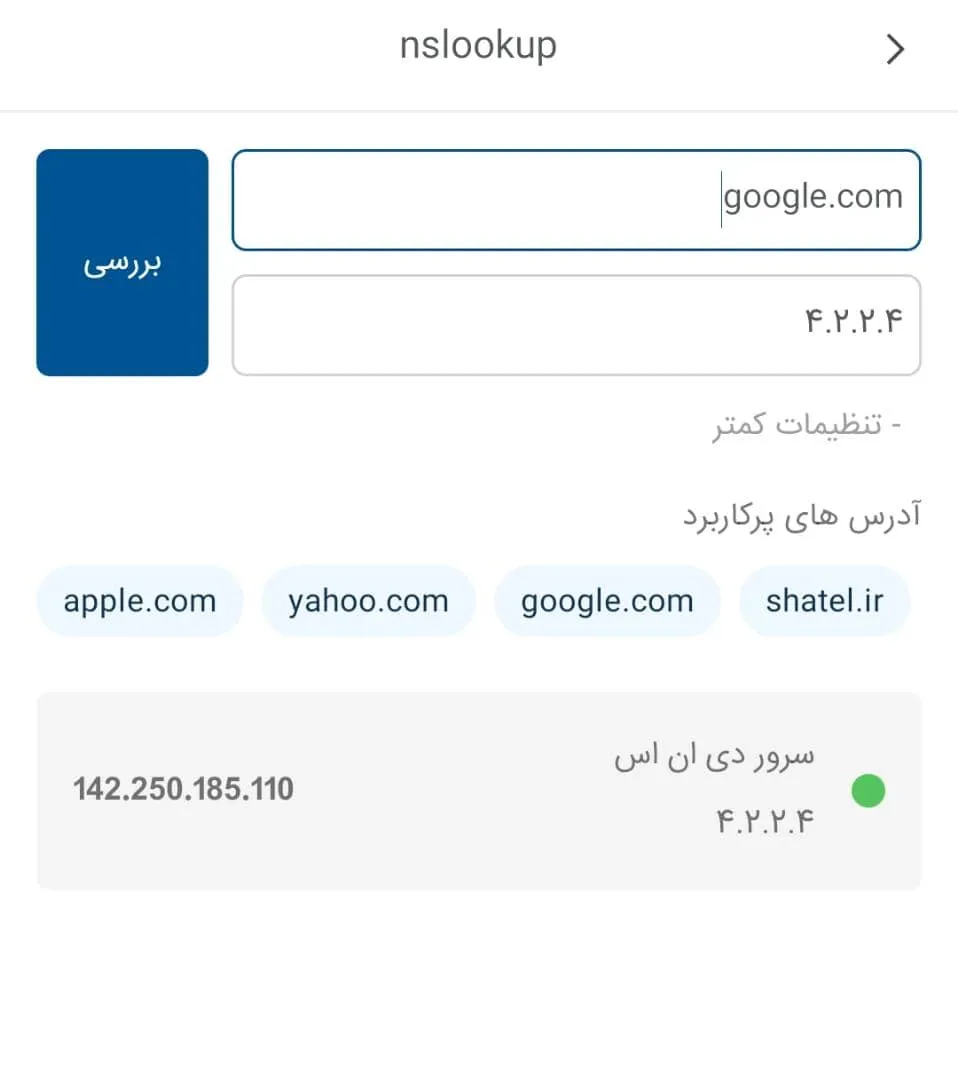 nslookup
google.com
بررسی
۴.۲.۲.۴
- تنظیمات کمتر
آدرس های پرکاربرد
shatel.ir google.com yahoo.com apple.com
سرور دی ان اس
142.250.185.110
۴.۲.۲.۴